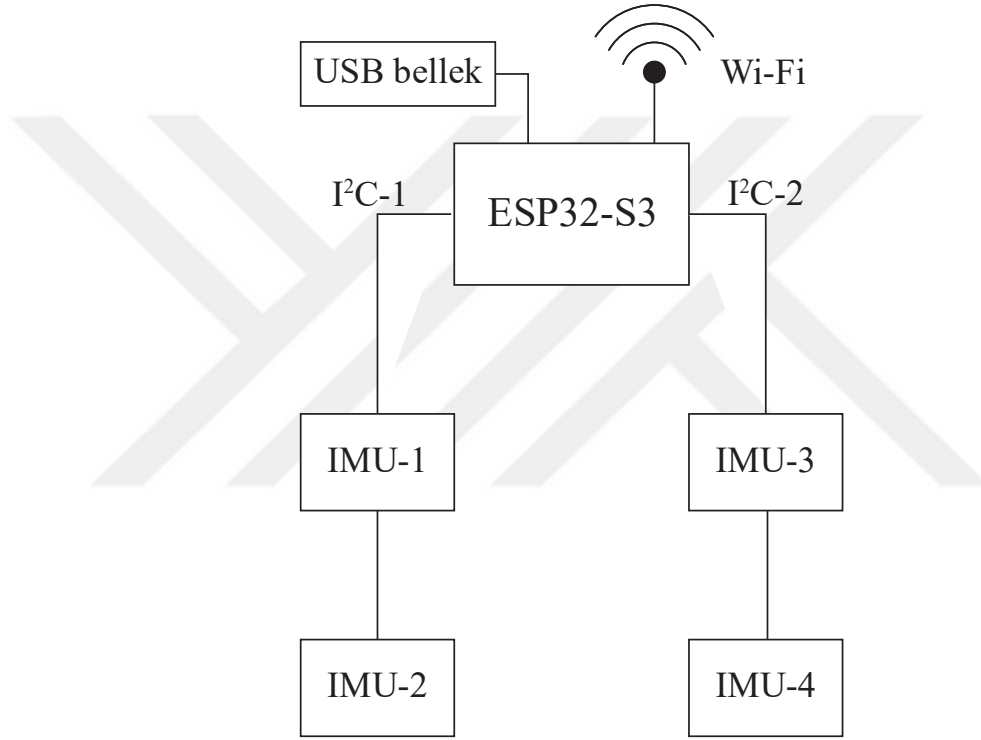 USB bellek
Wi-Fi
I²C-1
ESP32-S3
I²C-2
IMU-1
IMU-3
IMU-2
IMU-4